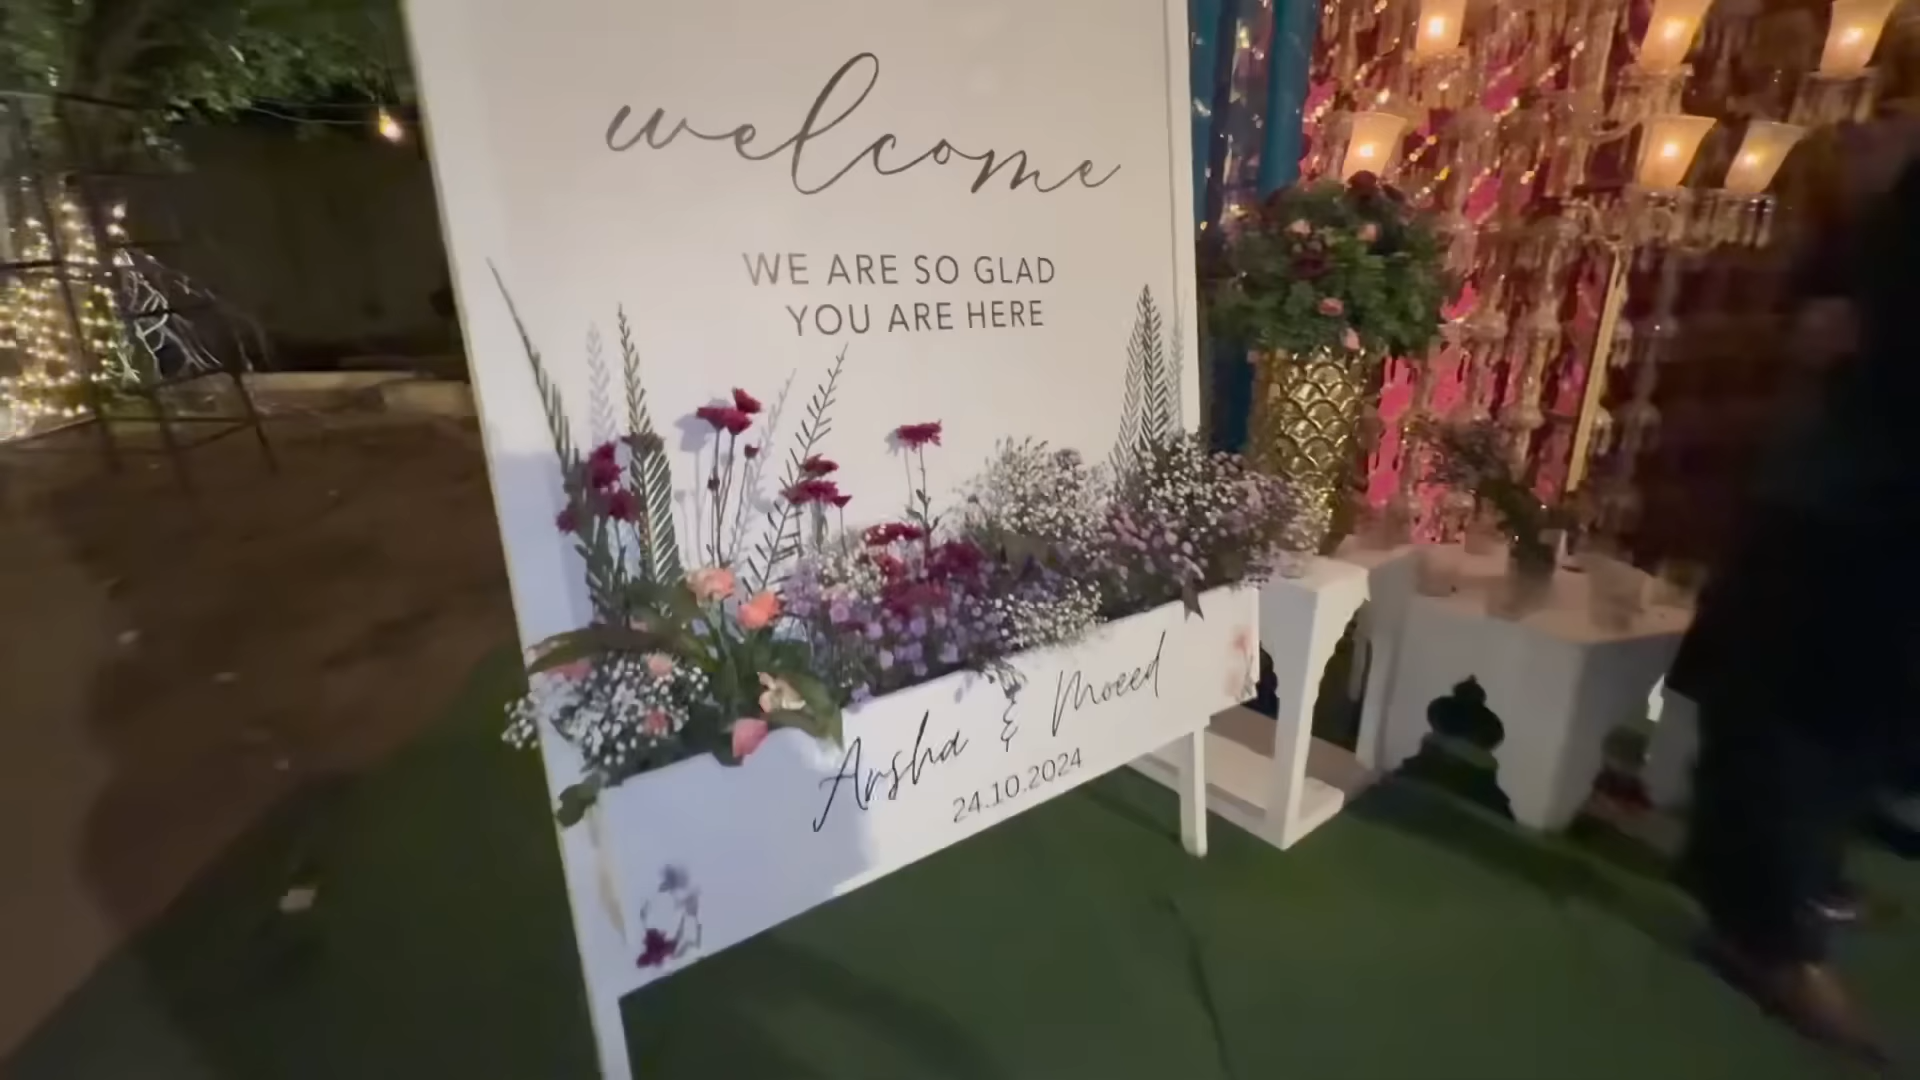 welcome
WE ARE SO GLAD
YOU ARE HERE
Arsha & Moeed
24.10.2024